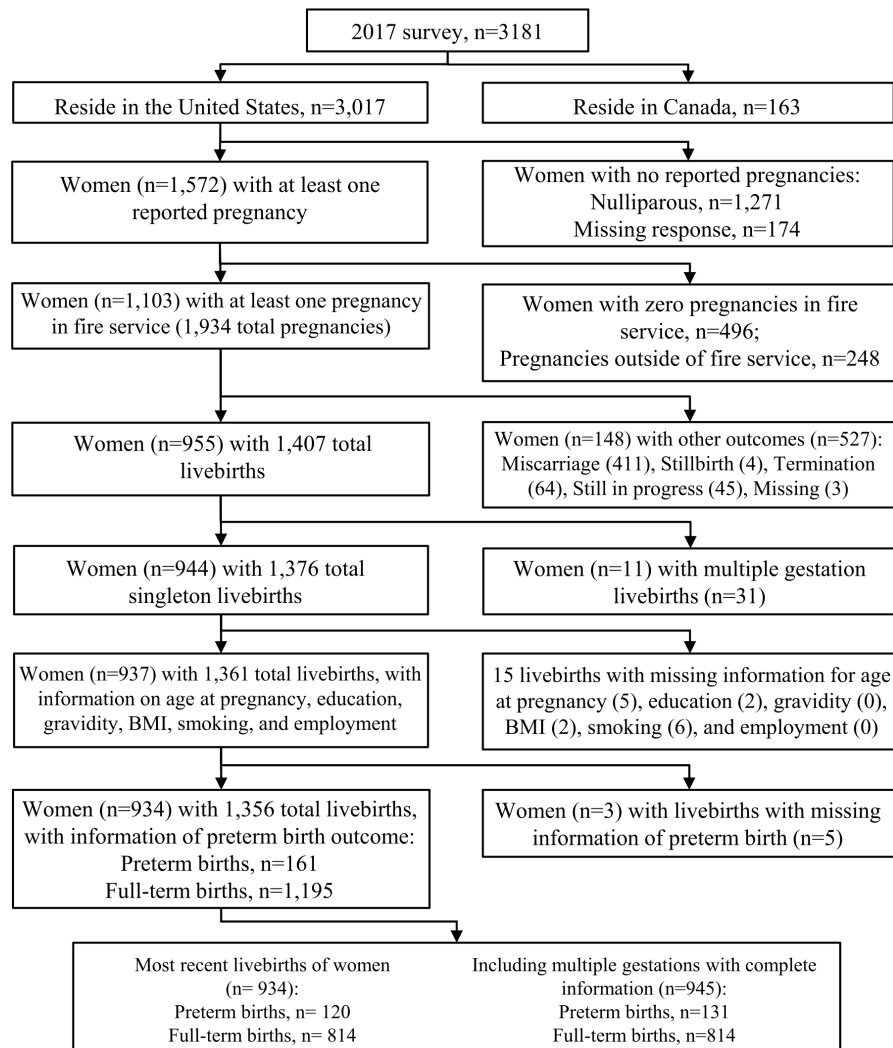 2017 survey, n=3181
Reside in the United States, n=3,017
Reside in Canada, n=163
Women (n=1,572) with at least one
reported pregnancy
Women with no reported pregnancies:
Nulliparous, n=1,271
Missing response, n=174
Women (n=1,103) with at least one pregnancy
in fire service (1,934 total pregnancies)
Women with zero pregnancies in fire
service, n=496;
Pregnancies outside of fire service, n=248
Women (n=955) with 1,407 total
livebirths
Women (n=148) with other outcomes (n=527):
Miscarriage (411), Stillbirth (4), Termination
(64), Still in progress (45), Missing (3)
Women (n=944) with 1,376 total
singleton livebirths
Women (n=11) with multiple gestation
livebirths (n=31)
Women (n=937) with 1,361 total livebirths, with
information on age at pregnancy, education,
gravidity, BMI, smoking, and employment
15 livebirths with missing information for age
at pregnancy (5), education (2), gravidity (0),
BMI (2), smoking (6), and employment (0)
Women (n=934) with 1,356 total livebirths,
with information of preterm birth outcome:
Preterm births, n=161
Full-term births, n=1,195
Women (n=3) with livebirths with missing
information of preterm birth (n=5)
Most recent livebirths of women
(n= 934):
Preterm births, n= 120
Full-term births, n= 814
Including multiple gestations with complete
information (n=945):
Preterm births, n=131
Full-term births, n=814